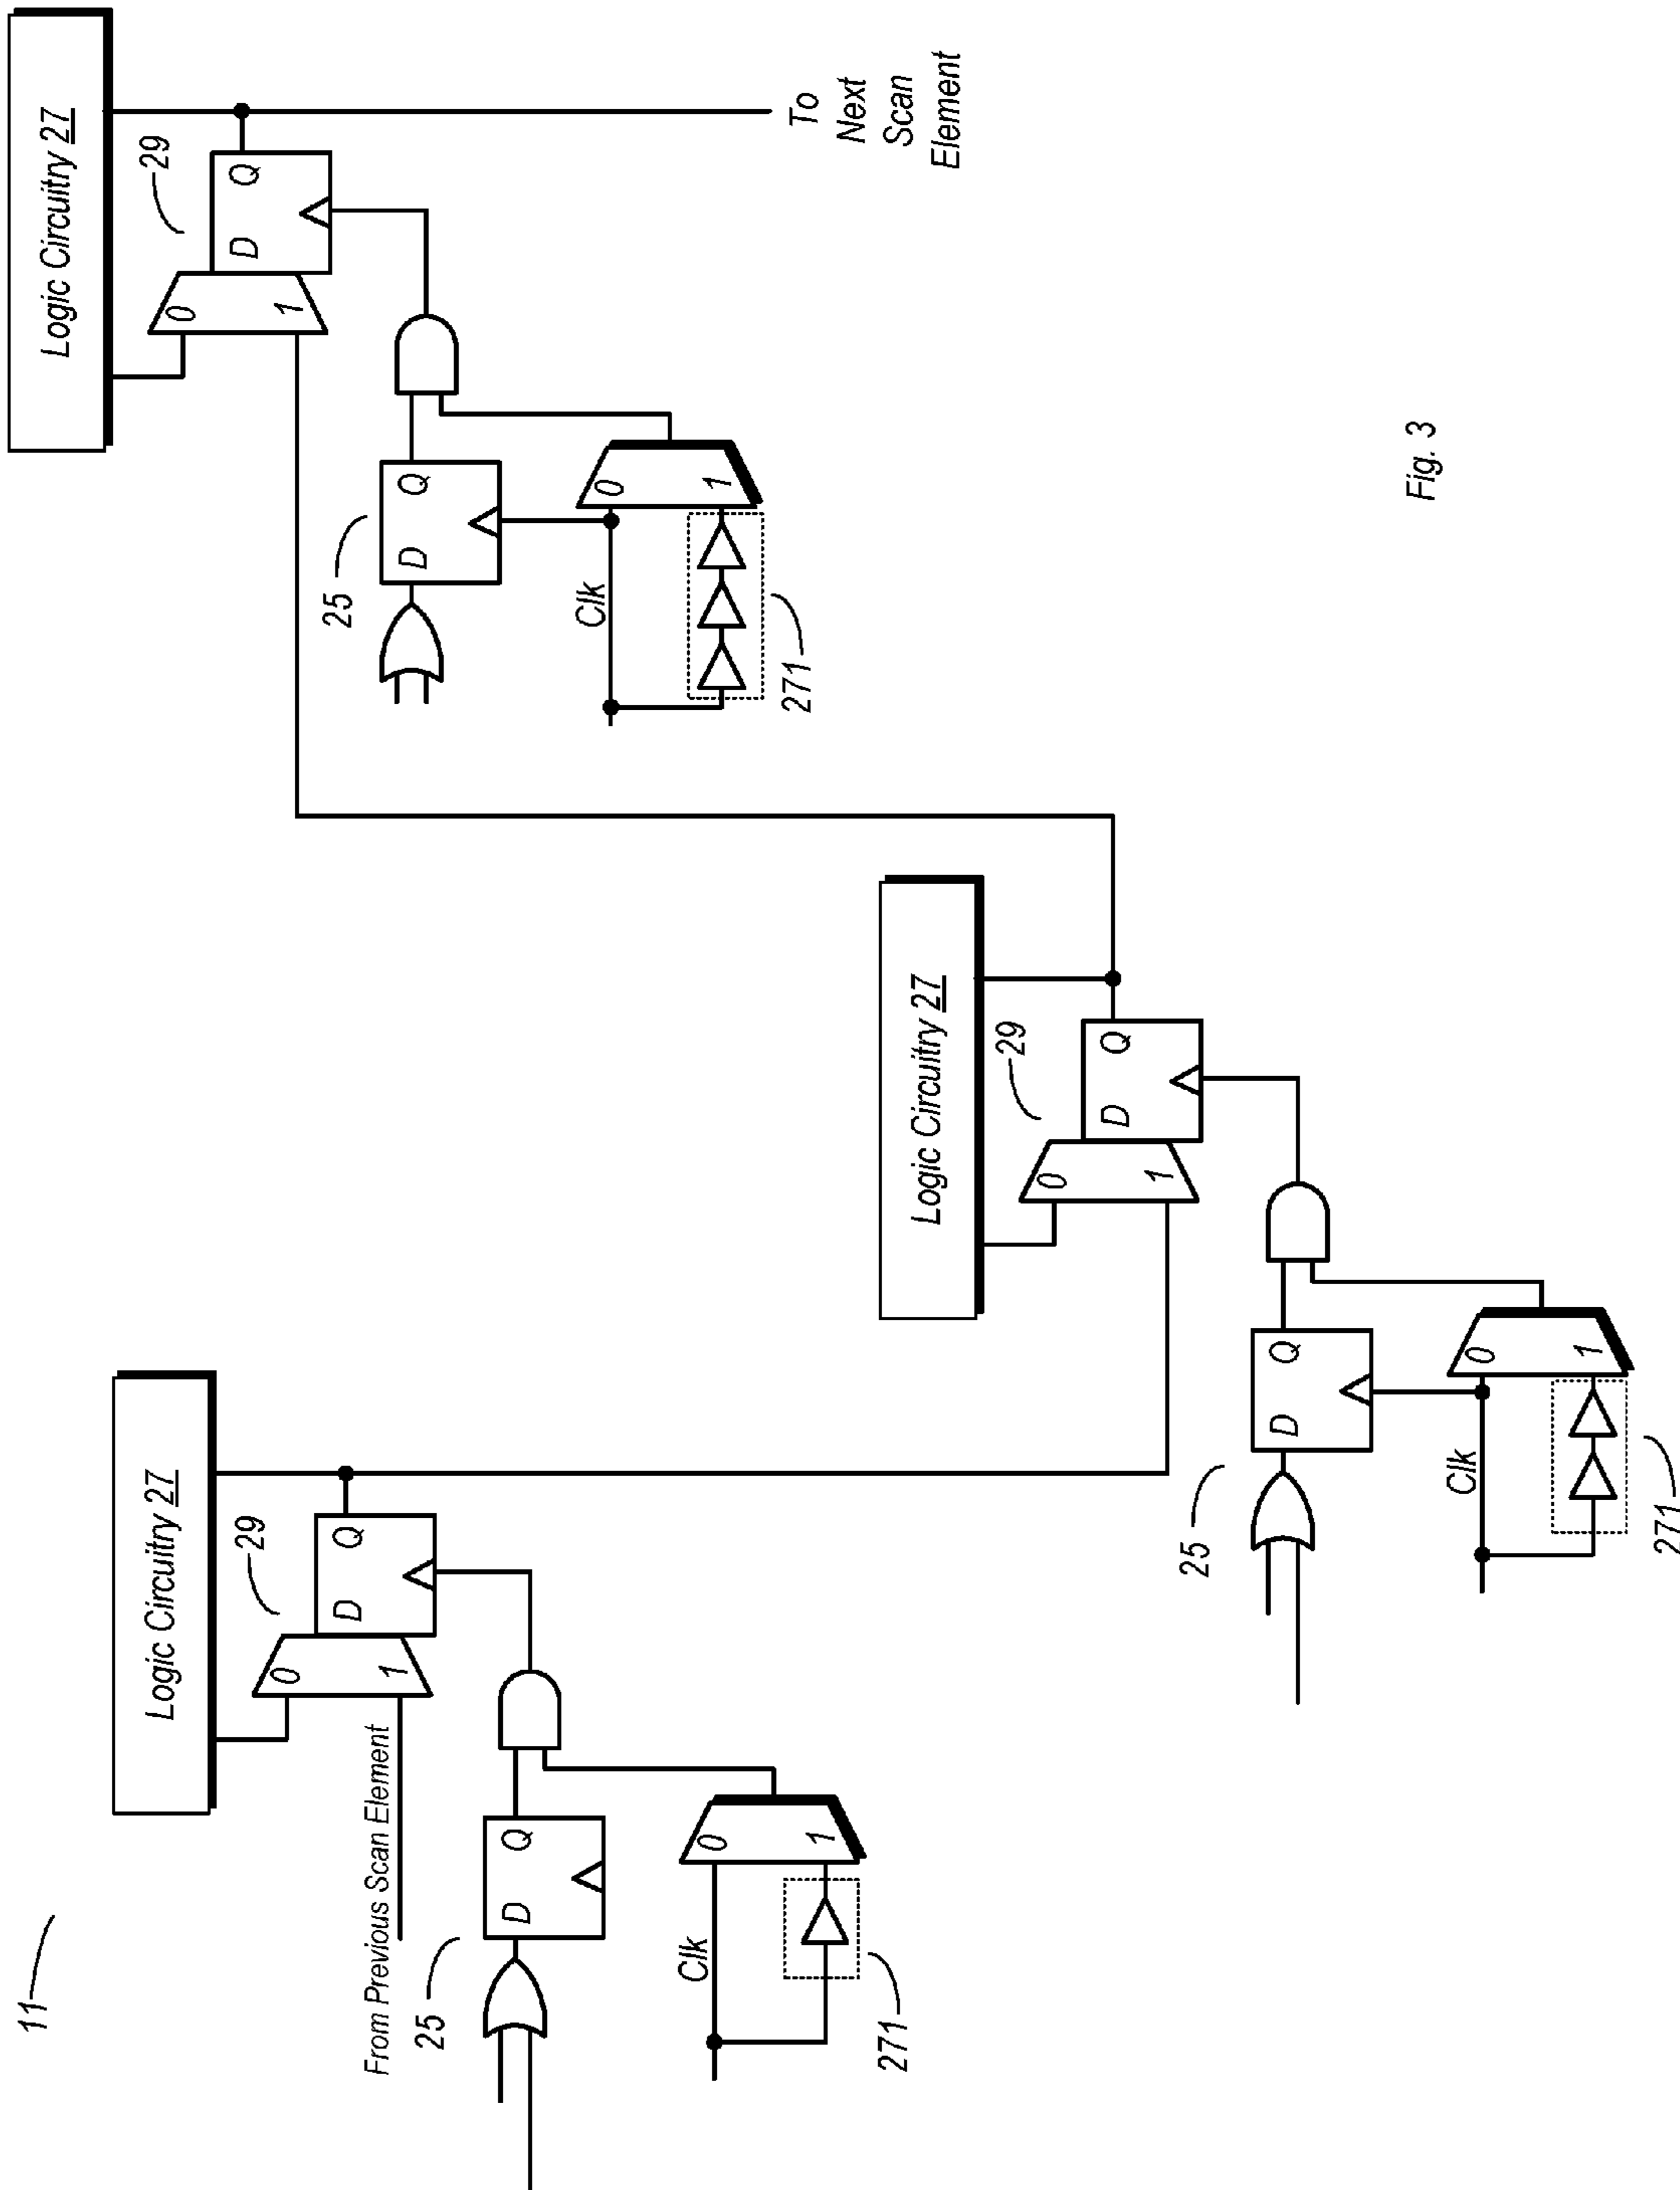 11
Logic Circuitry 27
29
0
1
D
Q
From Previous Scan Element
25
D
Q
Clk
0
1
271
Logic Circuitry 27
29
0
1
D
Q
25
D
Q
Clk
0
1
271
Logic Circuitry 27
29
0
1
D
Q
25
D
Q
Clk
0
1
271
To
Next
Scan
Element
Fig. 3